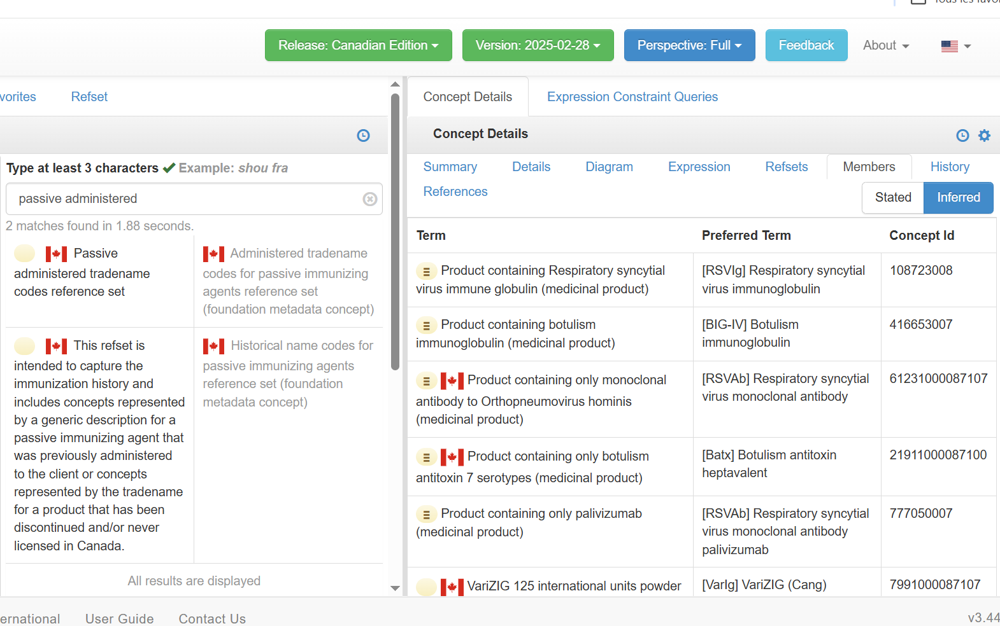 Tous les favo
Release: Canadian Edition
Version: 2025-02-28
Perspective: Full
Feedback
About
vorites
Refset
Type at least 3 characters Example: shou fra
passive administered
2 matches found in 1.88 seconds.
Passive
administered tradename
codes reference set
Administered tradename
codes for passive immunizing
agents reference set
(foundation metadata concept)
This refset is
intended to capture the
immunization history and
includes concepts represented
by a generic description for a
passive immunizing agent that
was previously administered
to the client or concepts
represented by the tradename
for a product that has been
discontinued and/or never
licensed in Canada.
Historical name codes for
passive immunizing agents
reference set (foundation
metadata concept)
All results are displayed
Concept Details
Expression Constraint Queries
Concept Details
Summary
Details
Diagram
Expression
Refsets
Members
History
References
Stated
Inferred
Term
Preferred Term
Concept Id
Product containing Respiratory syncytial
virus immune globulin (medicinal product)
[RSVIg] Respiratory syncytial
virus immunoglobulin
108723008
Product containing botulism
immunoglobulin (medicinal product)
[BIG-IV] Botulism
immunoglobulin
416653007
Product containing only monoclonal
antibody to Orthopneumovirus hominis
(medicinal product)
[RSVAb] Respiratory syncytial
virus monoclonal antibody
61231000087107
Product containing only botulism
antitoxin 7 serotypes (medicinal product)
[Batx] Botulism antitoxin
heptavalent
21911000087100
Product containing only palivizumab
(medicinal product)
[RSVAb] Respiratory syncytial
virus monoclonal antibody
palivizumab
777050007
VariZIG 125 international units powder
[VarIg] VariZIG (Cang)
7991000087107
ernational
User Guide
Contact Us
v3.44